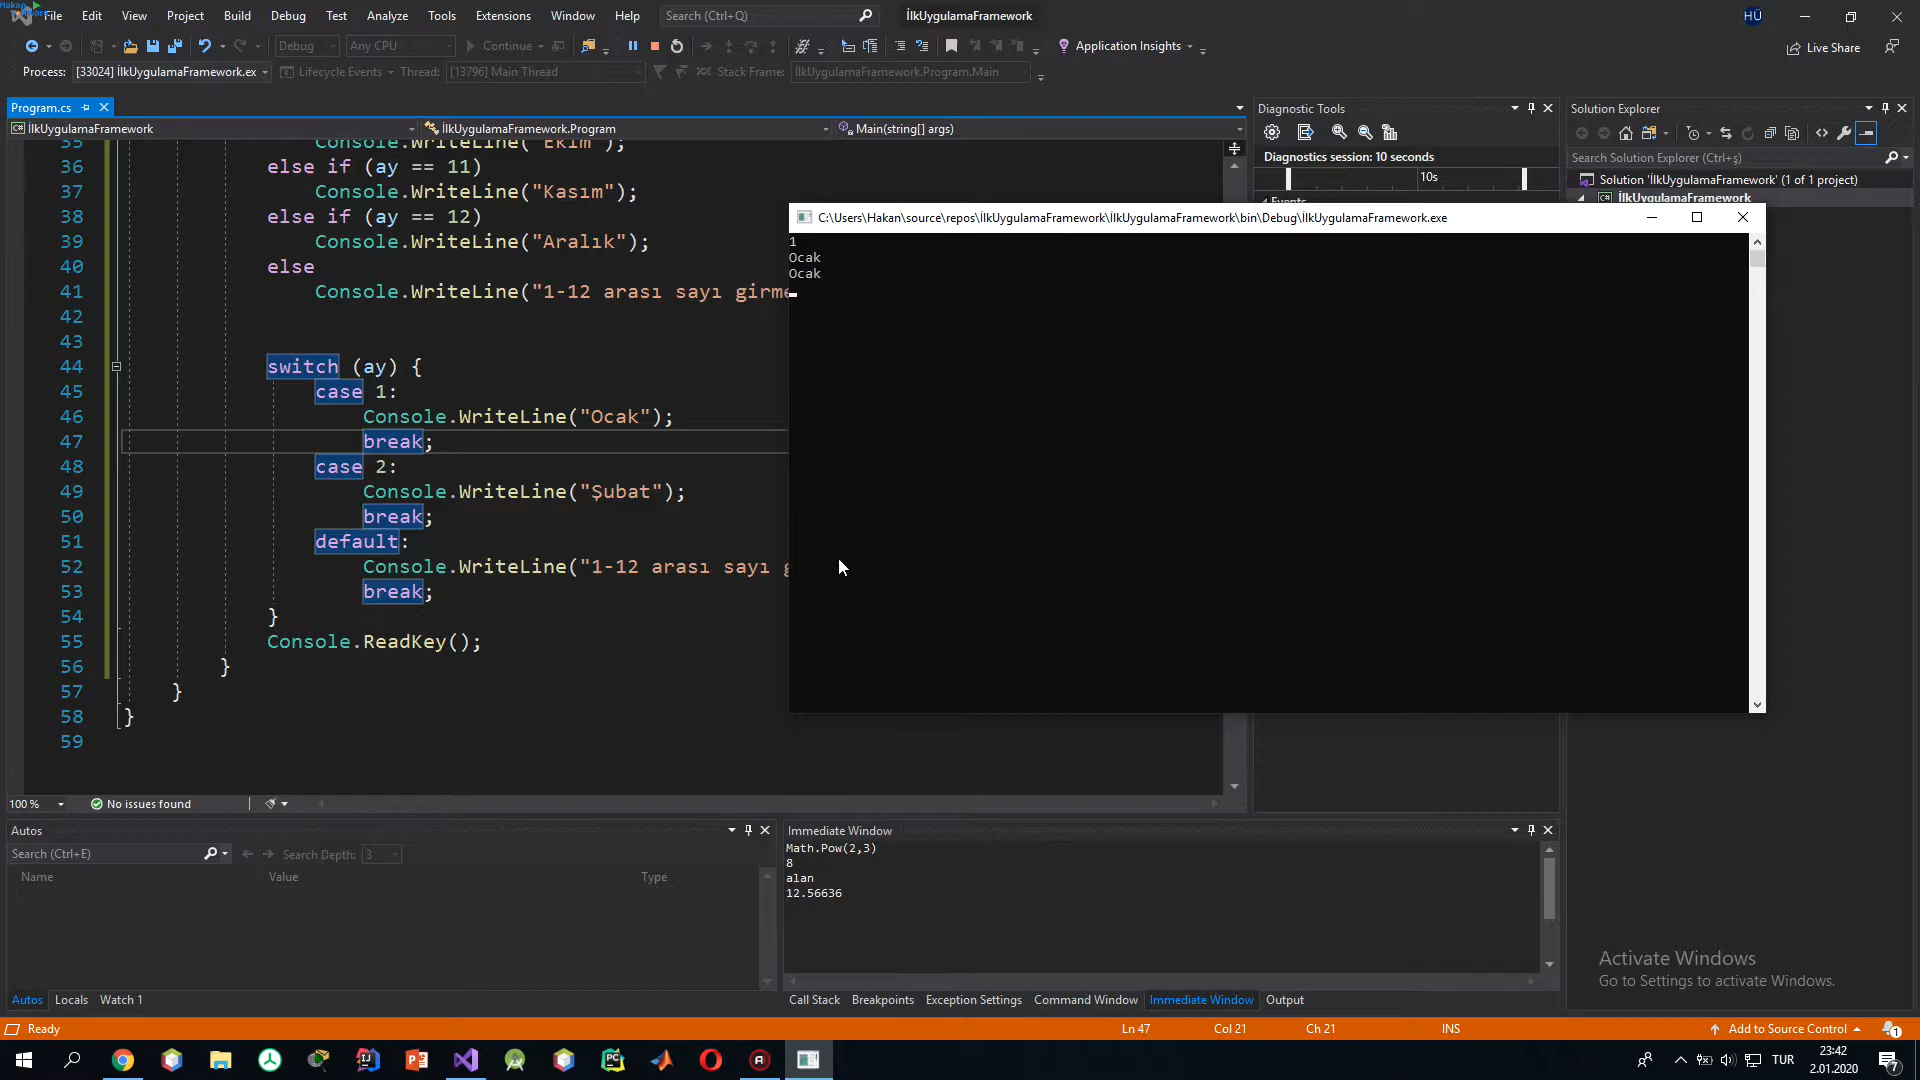 File Edit View Project Build Debug Test Analyze Tools Extensions Window Help Search (Ctrl+Q) İlkUygulamaFramework HÜ
Debug Any CPU Continue Application Insights Live Share
Process: [33024] İlkUygulamaFramework.ex Lifecycle Events Thread: [13796] Main Thread Stack Frame: İlkUygulamaFramework.Program.Main
Program.cs
İlkUygulamaFramework İlkUygulamaFramework.Program Main(string[] args)
35 Console.WriteLine("Ekim");
36 else if (ay == 11)
37 Console.WriteLine("Kasım");
38 else if (ay == 12)
39 Console.WriteLine("Aralık");
40 else
41 Console.WriteLine("1-12 arası sayı girme
42
43
44 switch (ay) {
45 case 1:
46 Console.WriteLine("Ocak");
47 break;
48 case 2:
49 Console.WriteLine("Şubat");
50 break;
51 default:
52 Console.WriteLine("1-12 arası sayı g
53 break;
54 }
55 Console.ReadKey();
56 }
57 }
58 }
59
100 % No issues found
Diagnostic Tools
Diagnostics session: 10 seconds
10s
Events
Solution Explorer
Search Solution Explorer (Ctrl+ş)
Solution 'İlkUygulamaFramework' (1 of 1 project)
İlkUygulamaFramework
C:\Users\Hakan\source\repos\İlkUygulamaFramework\İlkUygulamaFramework\bin\Debug\İlkUygulamaFramework.exe
1
Ocak
Ocak
Autos
Search (Ctrl+E) Search Depth: 3
Name Value Type
Autos Locals Watch 1
Immediate Window
Math.Pow(2,3)
8
alan
12.56636
Call Stack Breakpoints Exception Settings Command Window Immediate Window Output
Activate Windows
Go to Settings to activate Windows.
Ready Ln 47 Col 21 Ch 21 INS Add to Source Control 1
TUR 23:42
2.01.2020 7